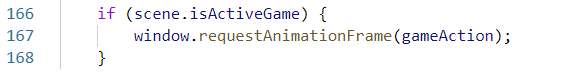 166 if (scene.isActiveGame) {
167 window.requestAnimationFrame(gameAction);
168 }